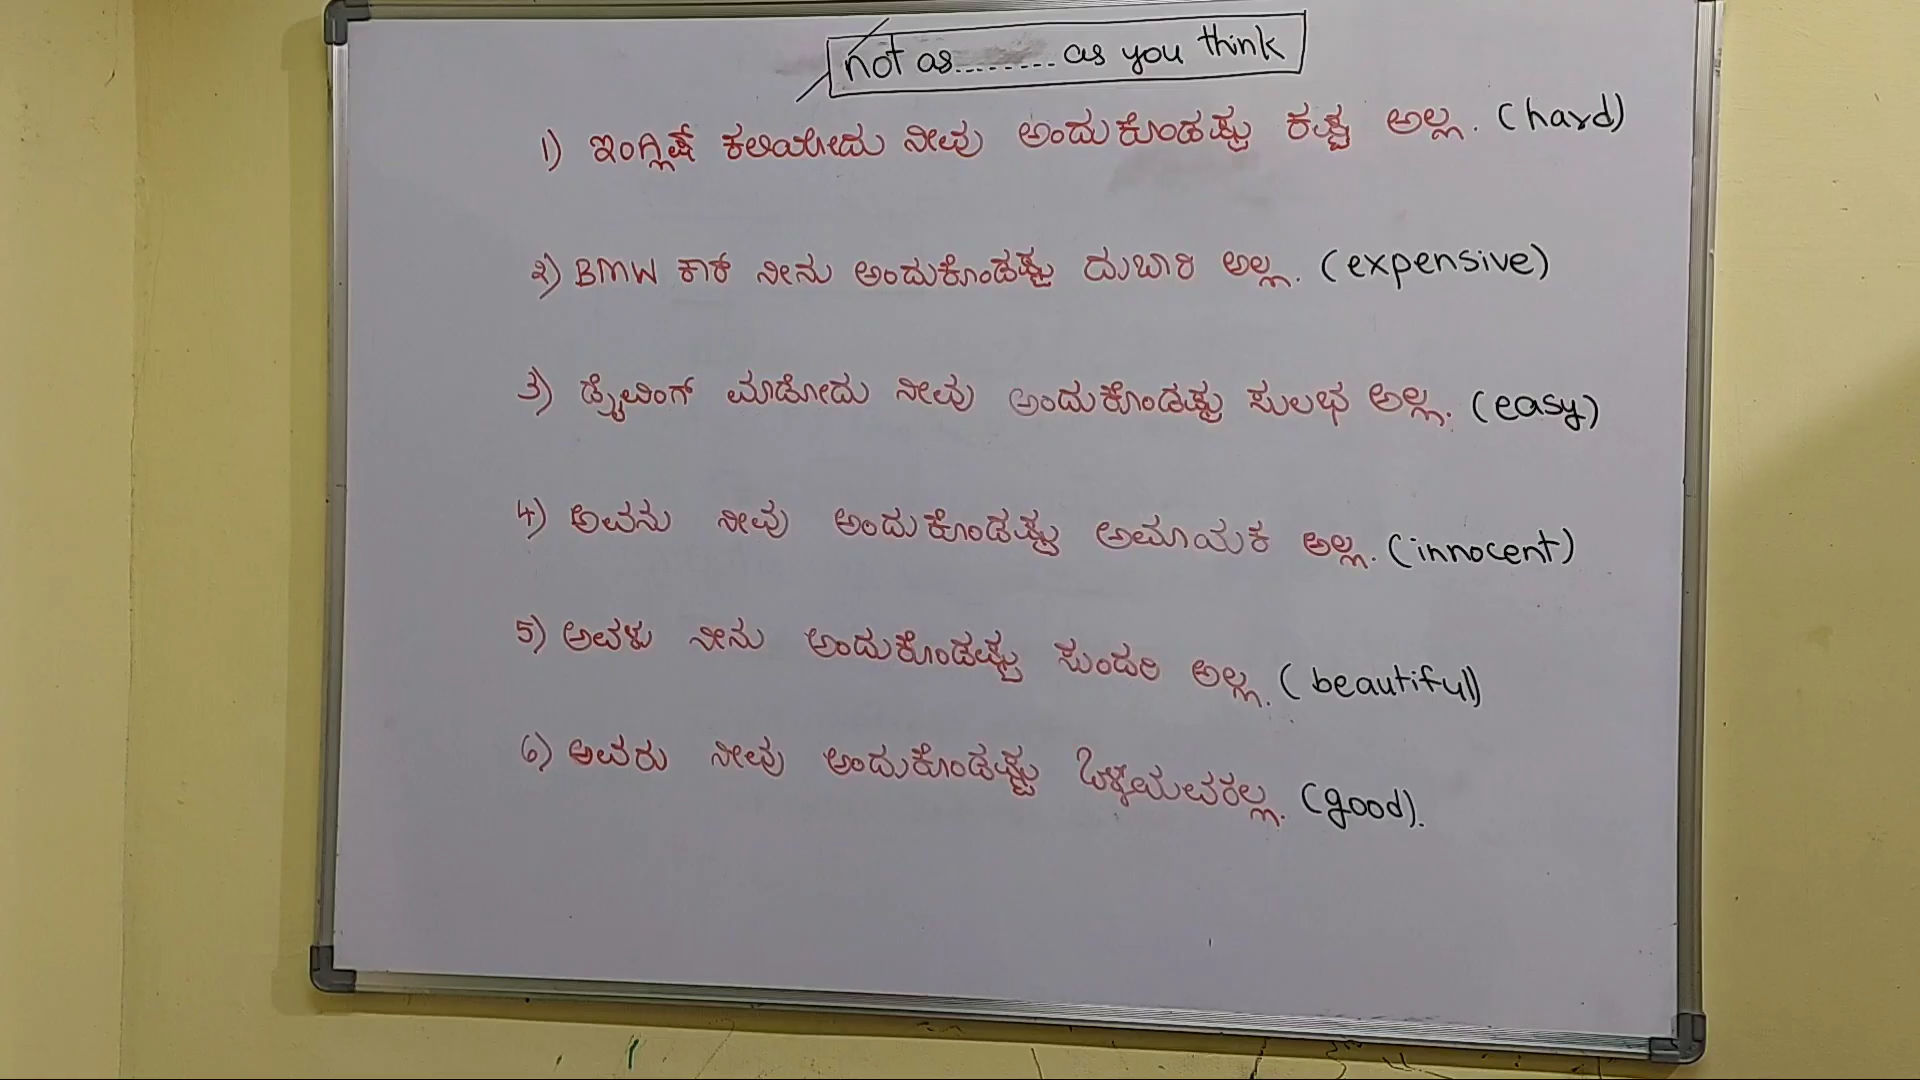 not as......... as you think
1) ಇಂಗ್ಲಿಷ್ ಕಲಿಯೋದು ನೀವು ಅಂದುಕೊಂಡಷ್ಟು ಕಷ್ಟ ಅಲ್ಲ. (hard)
೨) BMW ಕಾರ್ ನೀನು ಅಂದುಕೊಂಡಷ್ಟು ದುಬಾರಿ ಅಲ್ಲ. (expensive)
3) ಡ್ರೈವಿಂಗ್ ಮಾಡೋದು ನೀವು ಅಂದುಕೊಂಡಷ್ಟು ಸುಲಭ ಅಲ್ಲ. (easy)
4) ಅವನು ನೀವು ಅಂದುಕೊಂಡಷ್ಟು ಅಮಾಯಕ ಅಲ್ಲ. (innocent)
5) ಅವಳು ನೀನು ಅಂದುಕೊಂಡಷ್ಟು ಸುಂದರಿ ಅಲ್ಲ. (beautiful)
6) ಅವರು ನೀವು ಅಂದುಕೊಂಡಷ್ಟು ಒಳ್ಳೆಯವರಲ್ಲ. (good).